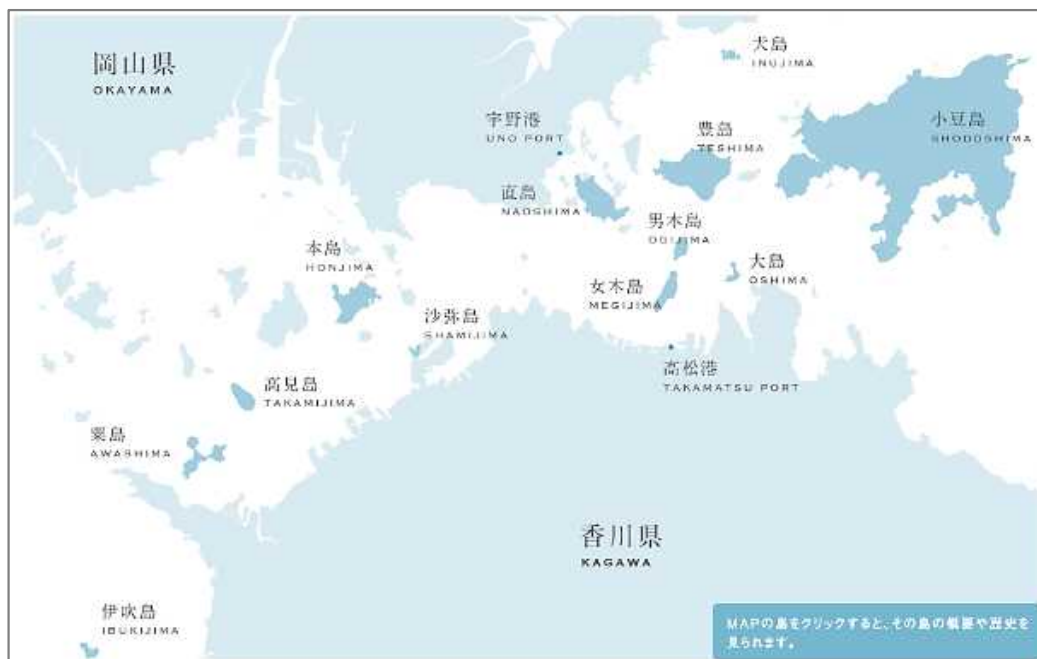 岡山県
OKAYAMA
犬島
INUJIMA
宇野港
UNO PORT
豊島
TESHIMA
小豆島
SHODOSHIMA
直島
NAOSHIMA
男木島
OGIJIMA
本島
HONJIMA
大島
OSHIMA
女木島
MEGIJIMA
沙弥島
SHAMIJIMA
高松港
TAKAMATSU PORT
高見島
TAKAMIJIMA
粟島
AWASHIMA
香川県
KAGAWA
伊吹島
IBUKIJIMA
MAPの島をクリックすると、その島の概要や歴史を
見られます。